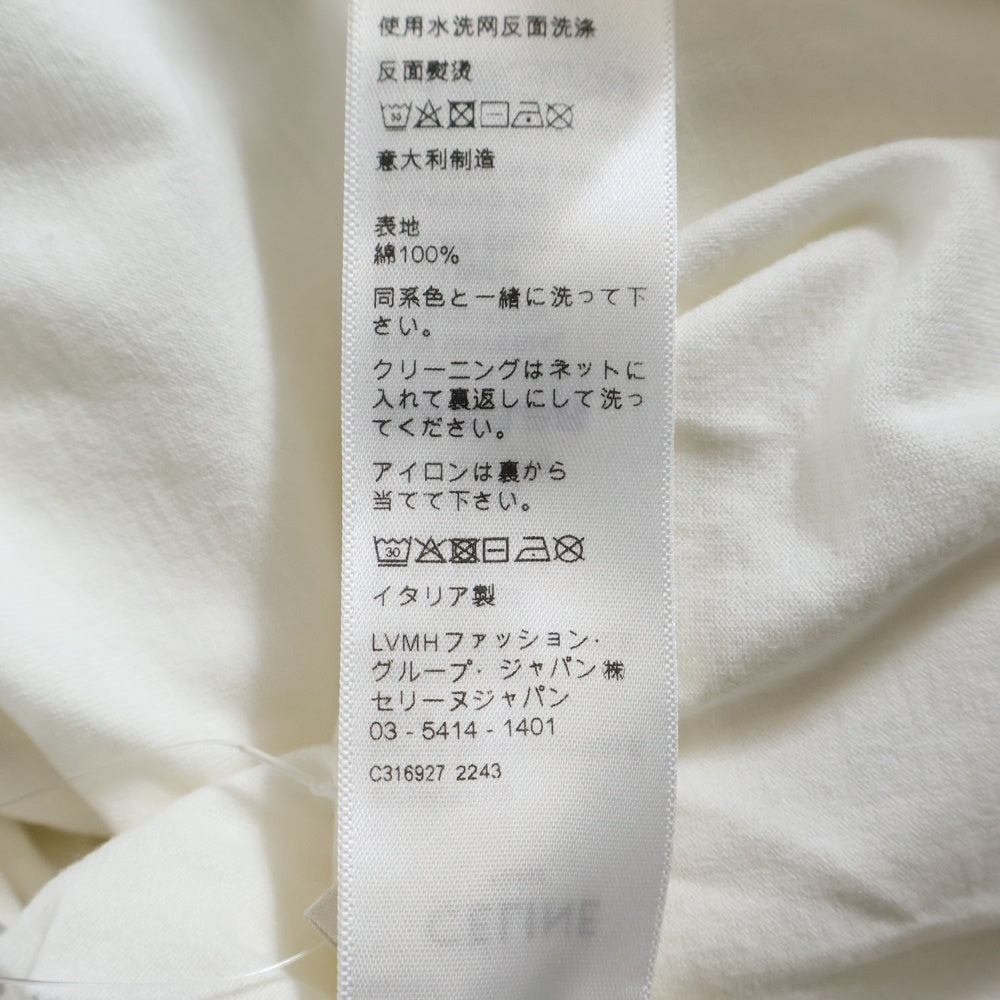 使用水洗网反面洗涤
反面熨烫
30
意大利制造
表地
綿100%
同系色と一緒に洗って下
さい。
クリーニングはネットに
入れて裏返しにして洗っ
てください。
アイロンは裏から
当てて下さい。
30
イタリア製
LVMHファッション·
グループ·ジャパン㈱
セリーヌジャパン
03 - 5414 - 1401
C316927 2243
CELINE